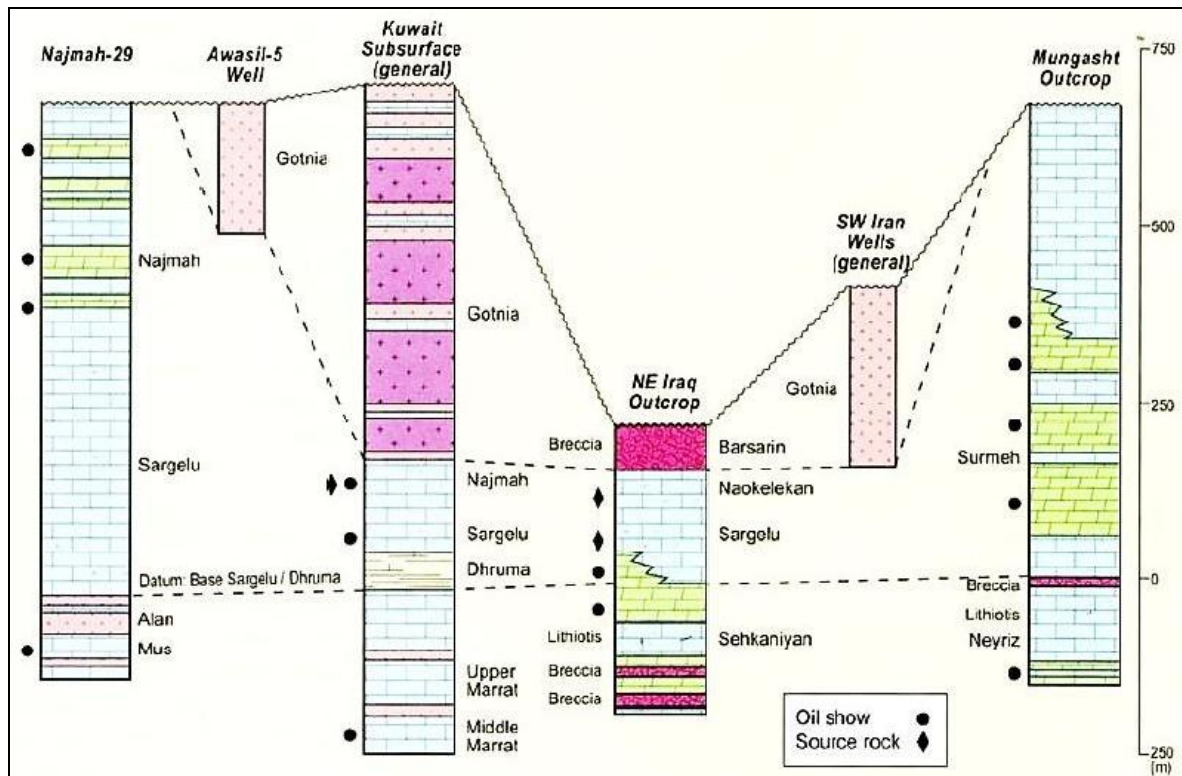 Najmah-29
Awasil-5
Well
Kuwait
Subsurface
(general)
Mungasht
Outcrop
750
Gotnia
500
SW Iran
Wells
(general)
Najmah
Gotnia
Gotnia
NE Iraq
Outcrop
250
Breccia
Barsarin
Sargelu
Surmeh
Najmah
Naokelekan
Sargelu
Sargelu
Dhruma
Datum: Base Sargelu / Dhruma
0
Breccia
Alan
Lithiotis
Mus
Lithiotis
Sehkaniyan
Neyriz
Upper
Marrat
Breccia
Breccia
Middle
Marrat
Oil show
Source rock
250
[m)